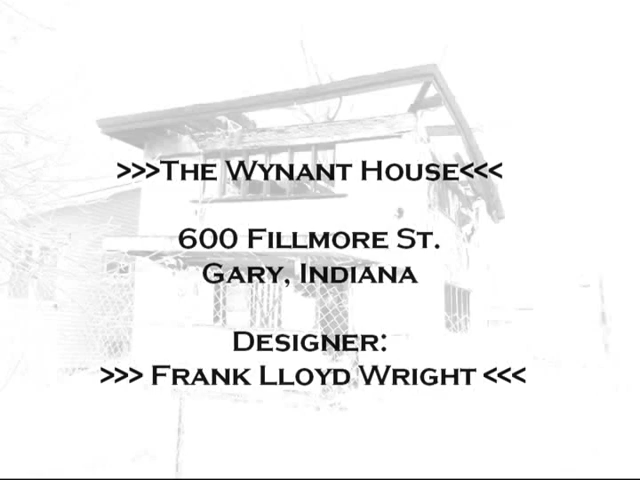 >>>The Wynant House<<<
600 Fillmore St.
Gary, Indiana
Designer:
>>> Frank Lloyd Wright <<<